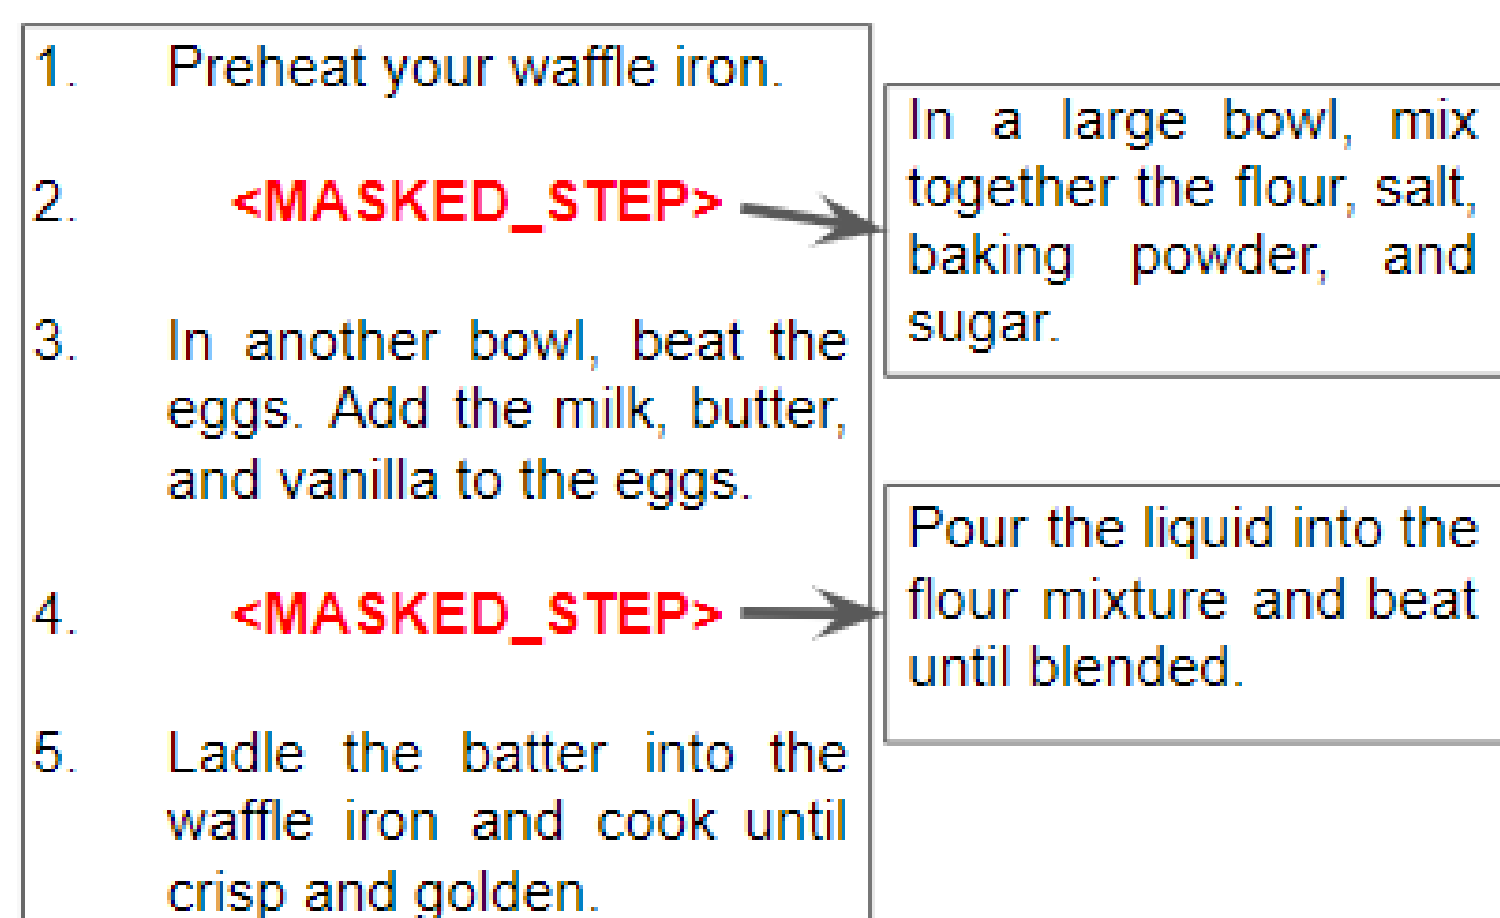 1. Preheat your waffle iron.
2. <MASKED_STEP>
In a large bowl, mix
together the flour, salt,
baking powder, and
sugar.
3. In another bowl, beat the
eggs. Add the milk, butter,
and vanilla to the eggs.
4. <MASKED_STEP>
Pour the liquid into the
flour mixture and beat
until blended.
5. Ladle the batter into the
waffle iron and cook until
crisp and golden.